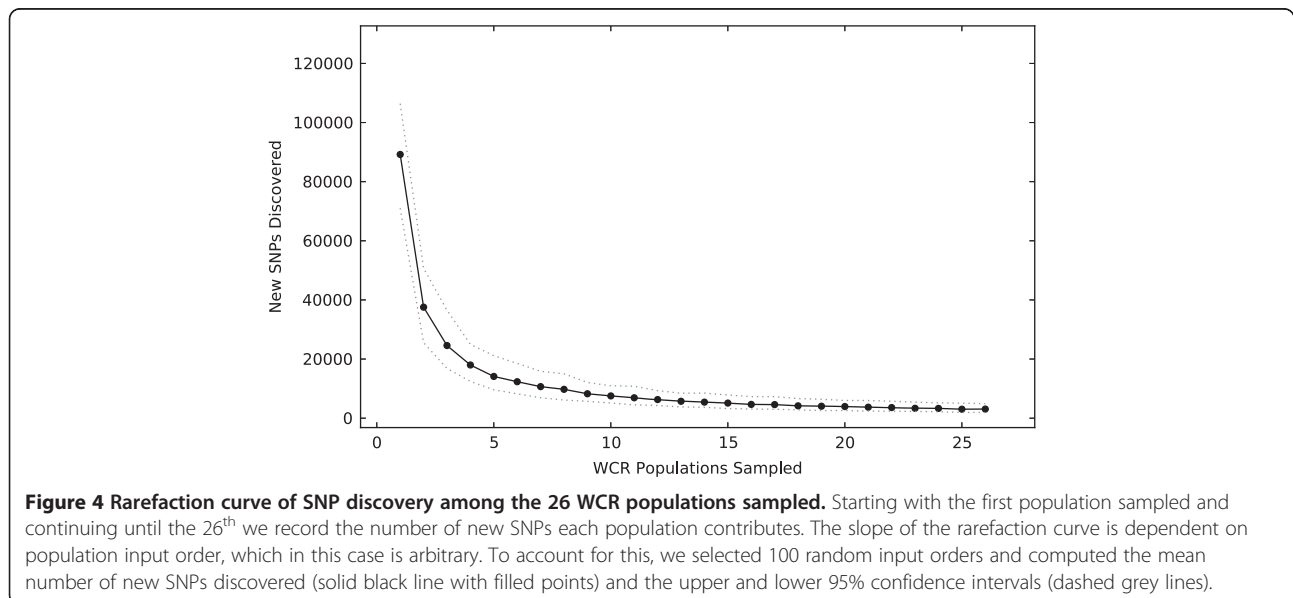 120000
100000
80000
60000
40000
20000
0
New SNPs Discovered
0 5 10 15 20 25
WCR Populations Sampled
Figure 4 Rarefaction curve of SNP discovery among the 26 WCR populations sampled. Starting with the first population sampled and
continuing until the 26th we record the number of new SNPs each population contributes. The slope of the rarefaction curve is dependent on
population input order, which in this case is arbitrary. To account for this, we selected 100 random input orders and computed the mean
number of new SNPs discovered (solid black line with filled points) and the upper and lower 95% confidence intervals (dashed grey lines).